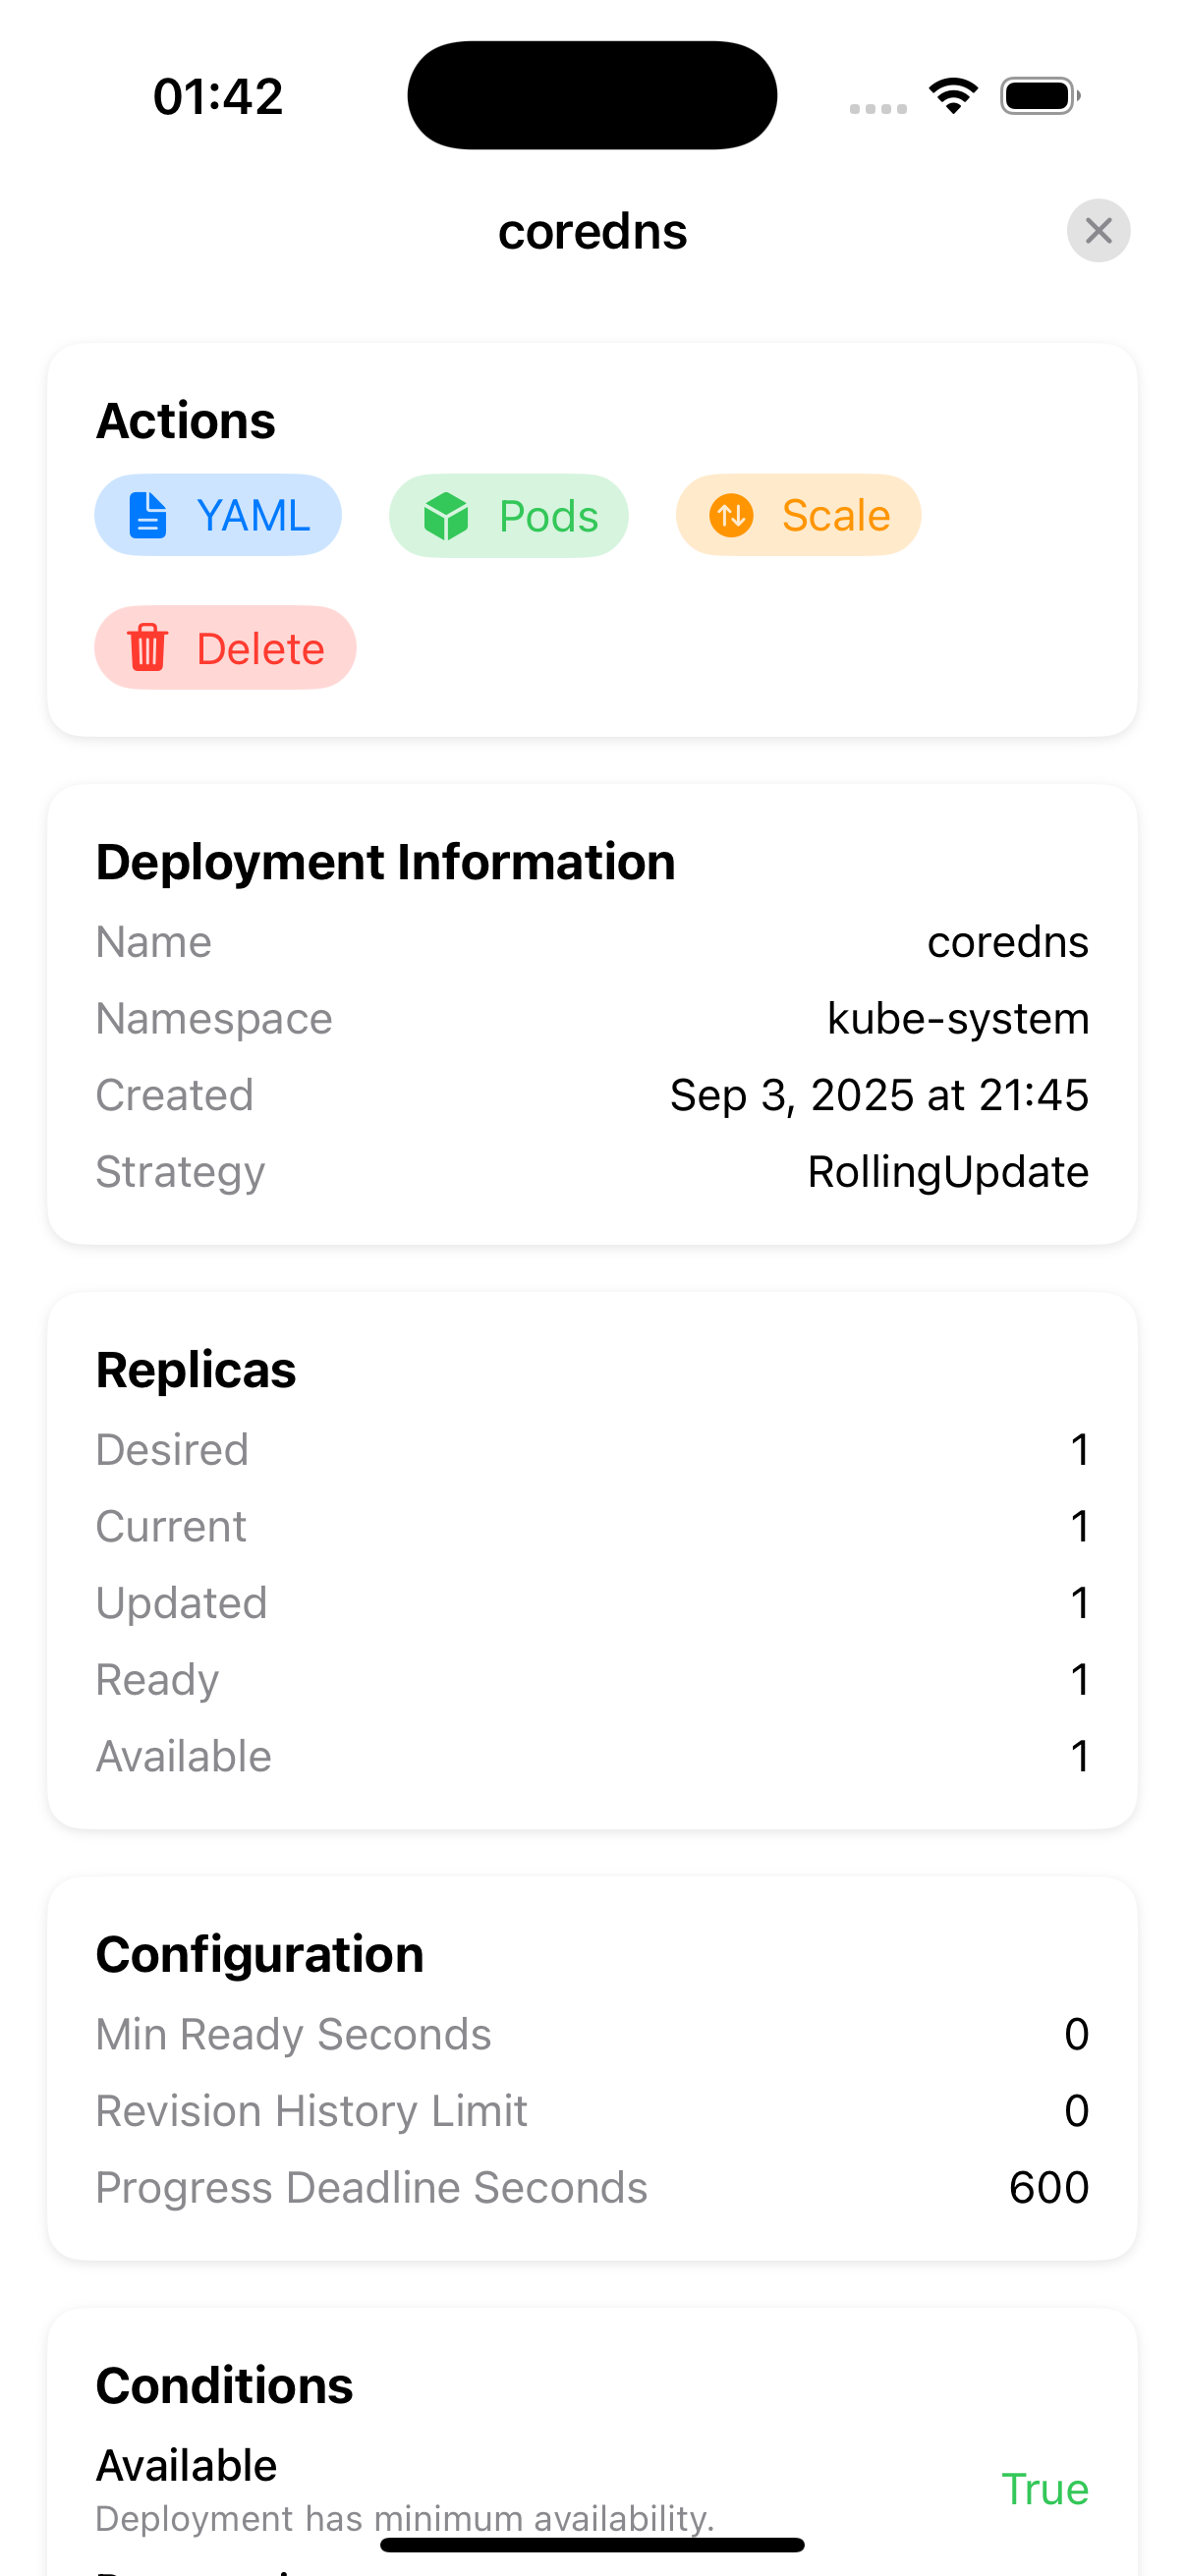 01:42
coredns
Actions
YAML
Pods
Scale
Delete
Deployment Information
Name coredns
Namespace kube-system
Created Sep 3, 2025 at 21:45
Strategy RollingUpdate
Replicas
Desired 1
Current 1
Updated 1
Ready 1
Available 1
Configuration
Min Ready Seconds 0
Revision History Limit 0
Progress Deadline Seconds 600
Conditions
Available True
Deployment has minimum availability.